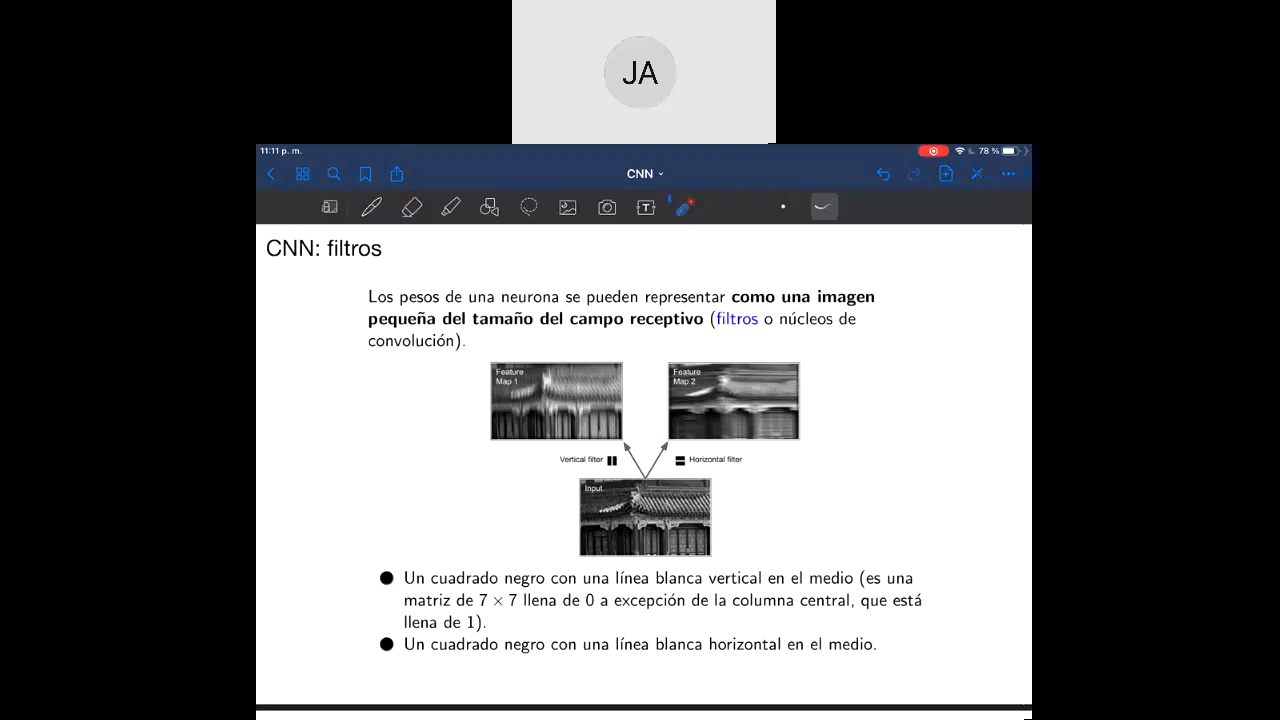 JA
11:11 p. m.
78 %
CNN
CNN: filtros
Los pesos de una neurona se pueden representar como una imagen
pequeña del tamaño del campo receptivo (filtros o núcleos de
convolución).
Feature
Map 1
Feature
Map 2
Vertical filter
Horizontal filter
Input
Un cuadrado negro con una línea blanca vertical en el medio (es una
matriz de 7 × 7 llena de 0 a excepción de la columna central, que está
llena de 1).
Un cuadrado negro con una línea blanca horizontal en el medio.